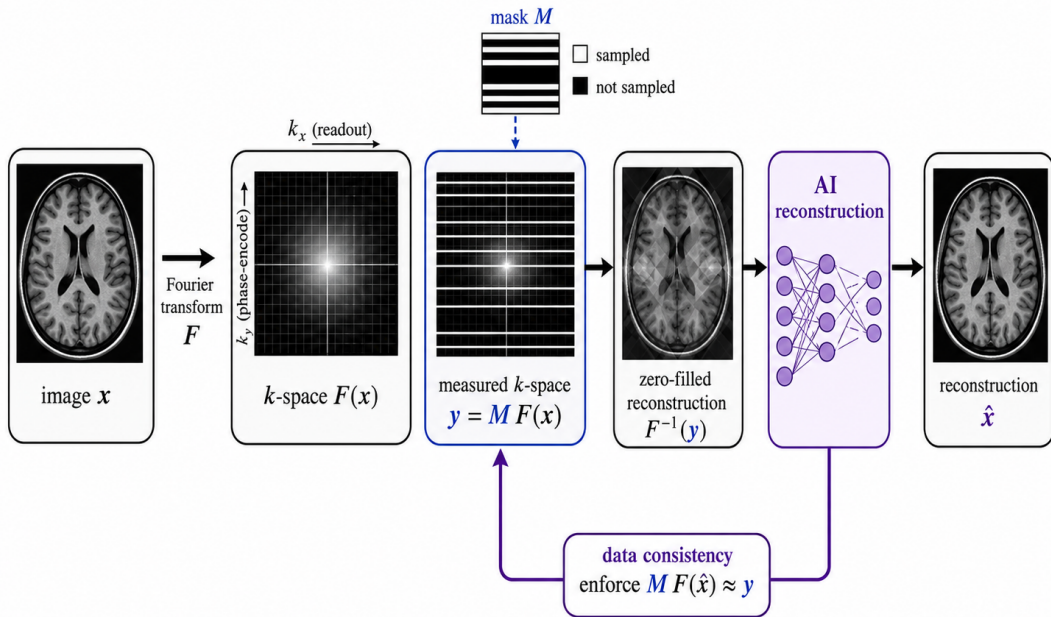 mask M
sampled
not sampled
k_x (readout)
k_y (phase-encode)
Fourier
transform
F
image x
k-space F(x)
measured k-space
y = M F(x)
zero-filled
reconstruction
F⁻¹(y)
AI
reconstruction
reconstruction
x̂
data consistency
enforce M F(x̂) ≈ y